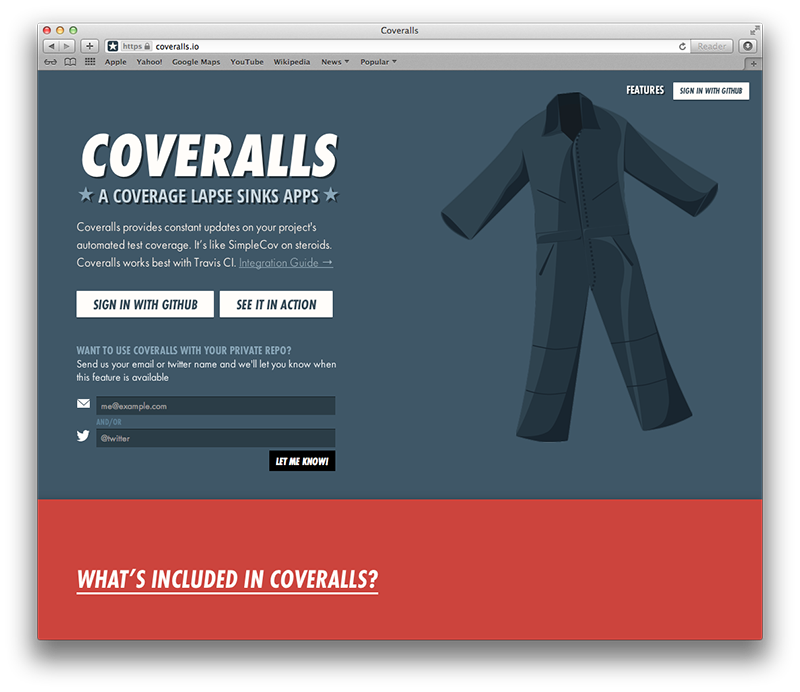 Coveralls
https coveralls.io Reader
Apple Yahoo! Google Maps YouTube Wikipedia News Popular
FEATURES SIGN IN WITH GITHUB
COVERALLS
A COVERAGE LAPSE SINKS APPS
Coveralls provides constant updates on your project's
automated test coverage. It's like SimpleCov on steroids.
Coveralls works best with Travis CI. Integration Guide →
SIGN IN WITH GITHUB SEE IT IN ACTION
WANT TO USE COVERALLS WITH YOUR PRIVATE REPO?
Send us your email or twitter name and we'll let you know when
this feature is available
me@example.com
AND/OR
@twitter
LET ME KNOW!
WHAT'S INCLUDED IN COVERALLS?